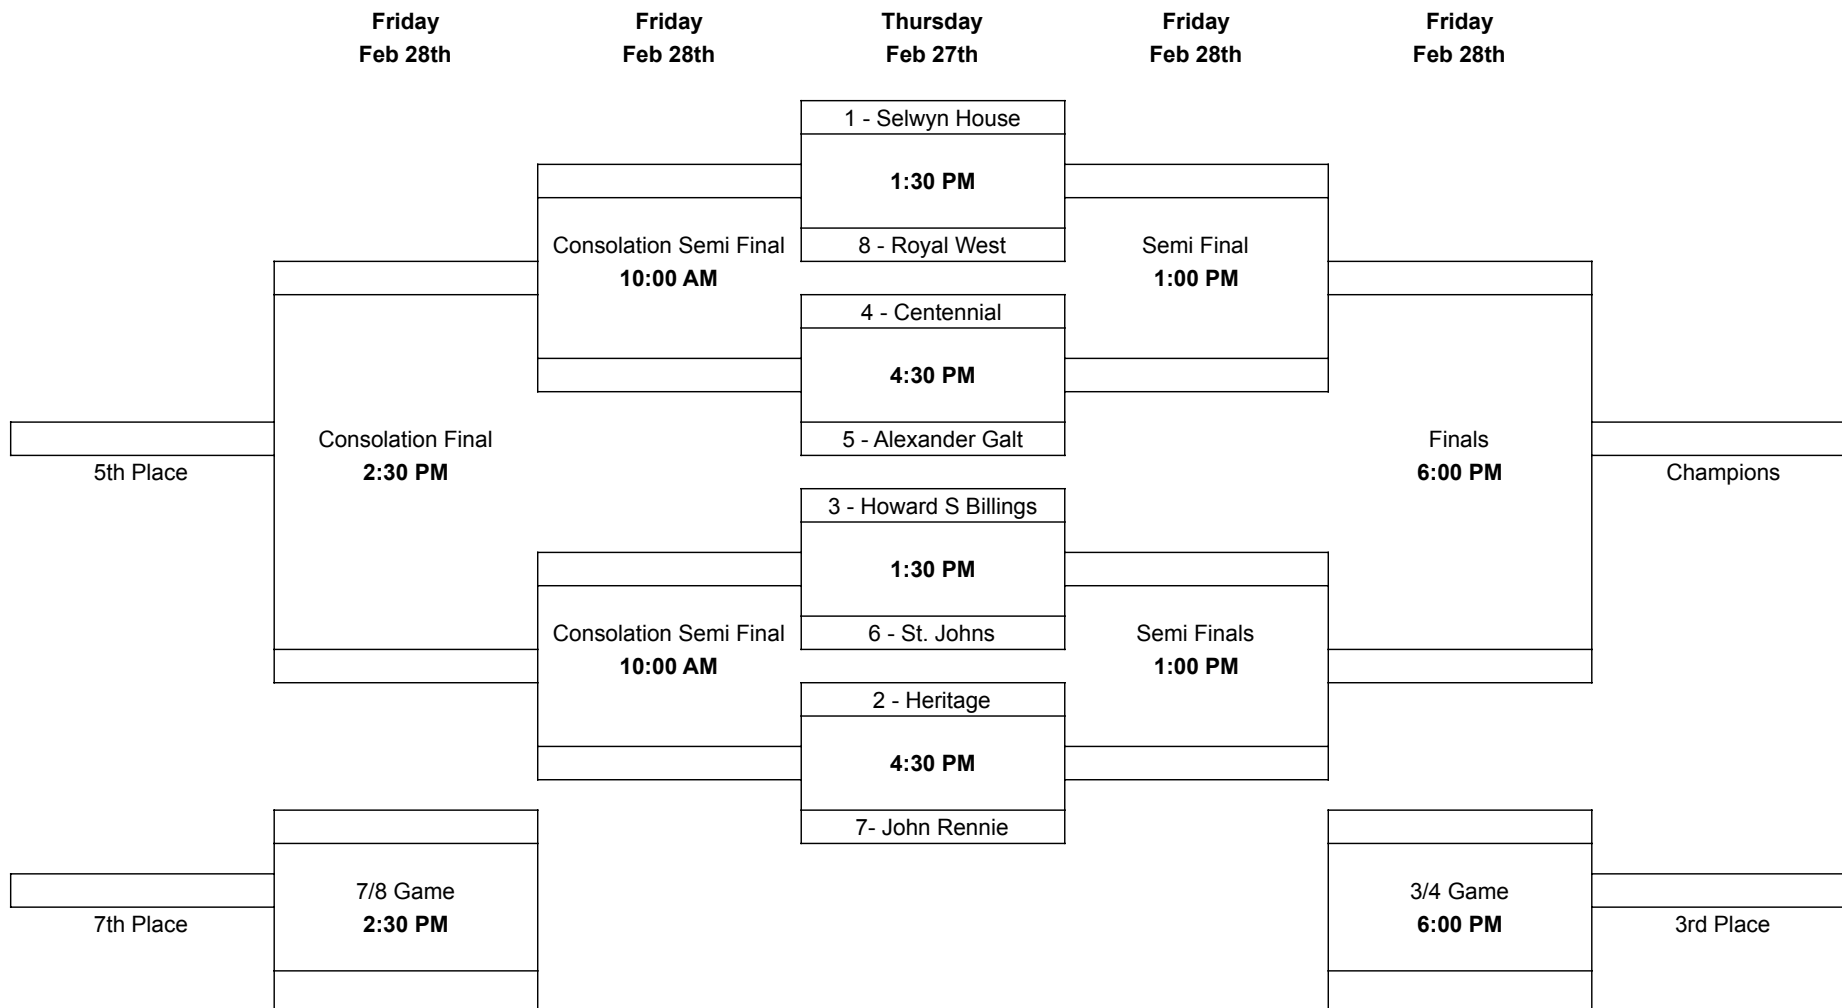 Friday Friday Thursday Friday Friday
Feb 28th Feb 28th Feb 27th Feb 28th Feb 28th
1 - Selwyn House
1:30 PM
Consolation Semi Final 8 - Royal West Semi Final
10:00 AM 1:00 PM
4 - Centennial
4:30 PM
Consolation Final 5 - Alexander Galt Finals
5th Place 2:30 PM 6:00 PM Champions
3 - Howard S Billings
1:30 PM
Consolation Semi Final 6 - St. Johns Semi Finals
10:00 AM 1:00 PM
2 - Heritage
4:30 PM
7- John Rennie
7/8 Game 3/4 Game
7th Place 2:30 PM 6:00 PM 3rd Place